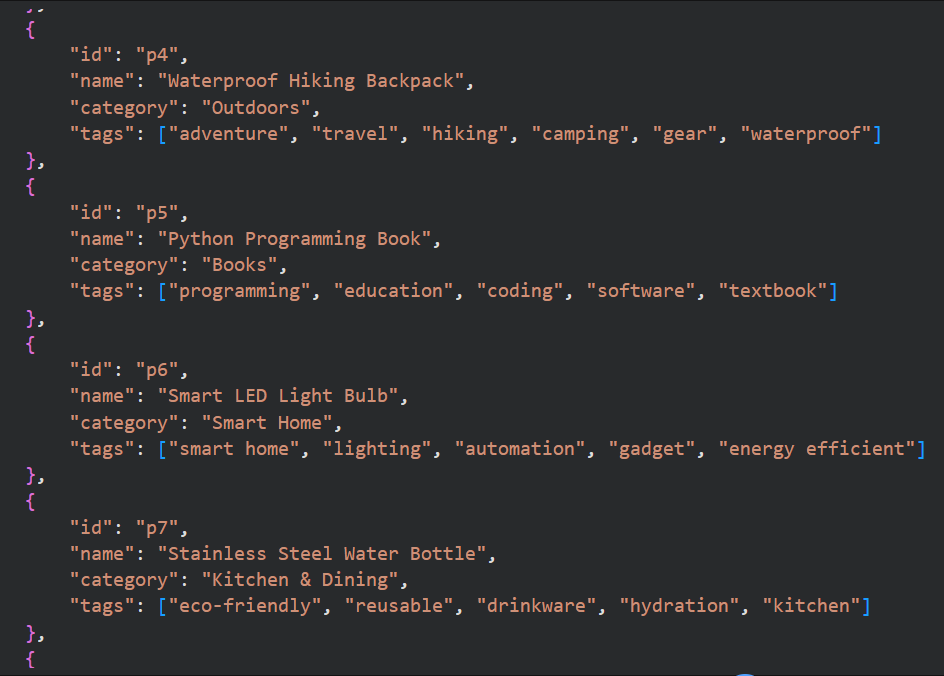 },
{
"id": "p4",
"name": "Waterproof Hiking Backpack",
"category": "Outdoors",
"tags": ["adventure", "travel", "hiking", "camping", "gear", "waterproof"]
},
{
"id": "p5",
"name": "Python Programming Book",
"category": "Books",
"tags": ["programming", "education", "coding", "software", "textbook"]
},
{
"id": "p6",
"name": "Smart LED Light Bulb",
"category": "Smart Home",
"tags": ["smart home", "lighting", "automation", "gadget", "energy efficient"]
},
{
"id": "p7",
"name": "Stainless Steel Water Bottle",
"category": "Kitchen & Dining",
"tags": ["eco-friendly", "reusable", "drinkware", "hydration", "kitchen"]
},
{